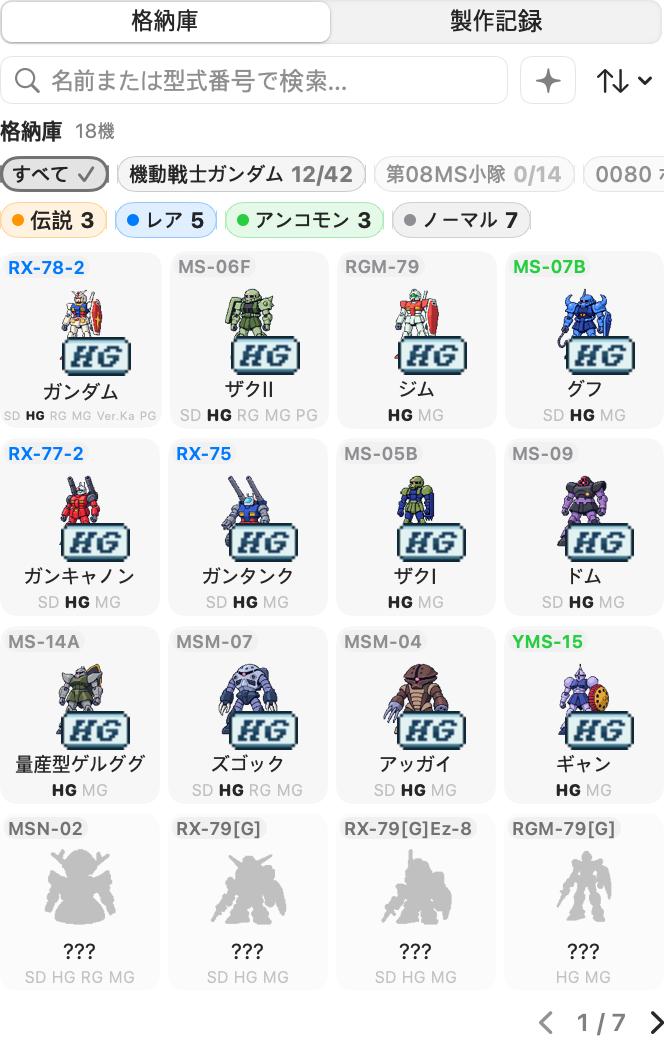 格納庫 製作記録
名前または型式番号で検索...
格納庫 18機
すべて 機動戦士ガンダム 12/42 第08MS小隊 0/14 0080
伝説 3 レア 5 アンコモン 3 ノーマル 7
RX-78-2 MS-06F RGM-79 MS-07B
HG HG HG HG
ガンダム ザクII ジム グフ
SD HG RG MG Ver.Ka PG SD HG RG MG PG HG MG SD HG MG
RX-77-2 RX-75 MS-05B MS-09
HG HG HG HG
ガンキャノン ガンタンク ザクI ドム
SD HG MG SD HG MG HG MG SD HG MG
MS-14A MSM-07 MSM-04 YMS-15
HG HG HG HG
量産型ゲルググ ズゴック アッガイ ギャン
HG MG SD HG RG MG SD HG MG HG MG
MSN-02 RX-79[G] RX-79[G]Ez-8 RGM-79[G]
??? ??? ??? ???
SD HG RG MG SD HG MG SD HG MG HG MG
1 / 7